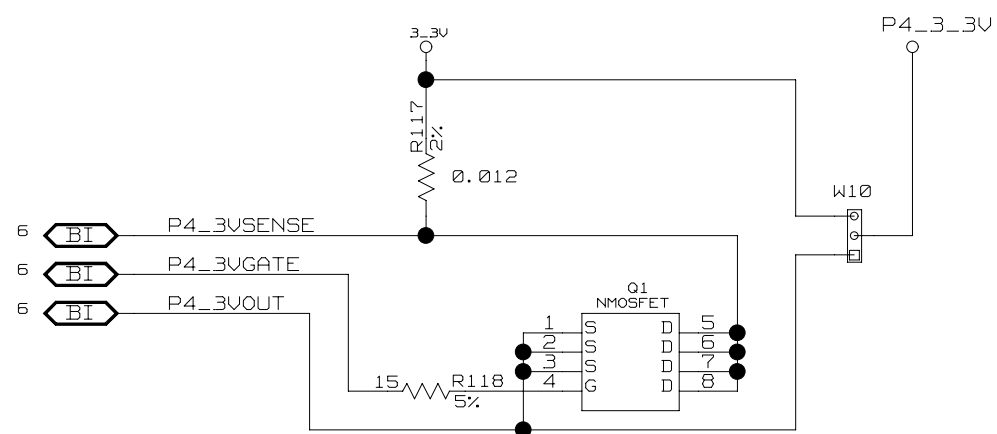 P4_3_3V
3_3V
R117
2%
0.012
W10
6 BI P4_3VSENSE
6 BI P4_3VGATE
6 BI P4_3VOUT
Q1
NMOSFET
1 S D 5
2 S D 6
3 S D 7
15 R118 4 G D 8
5%